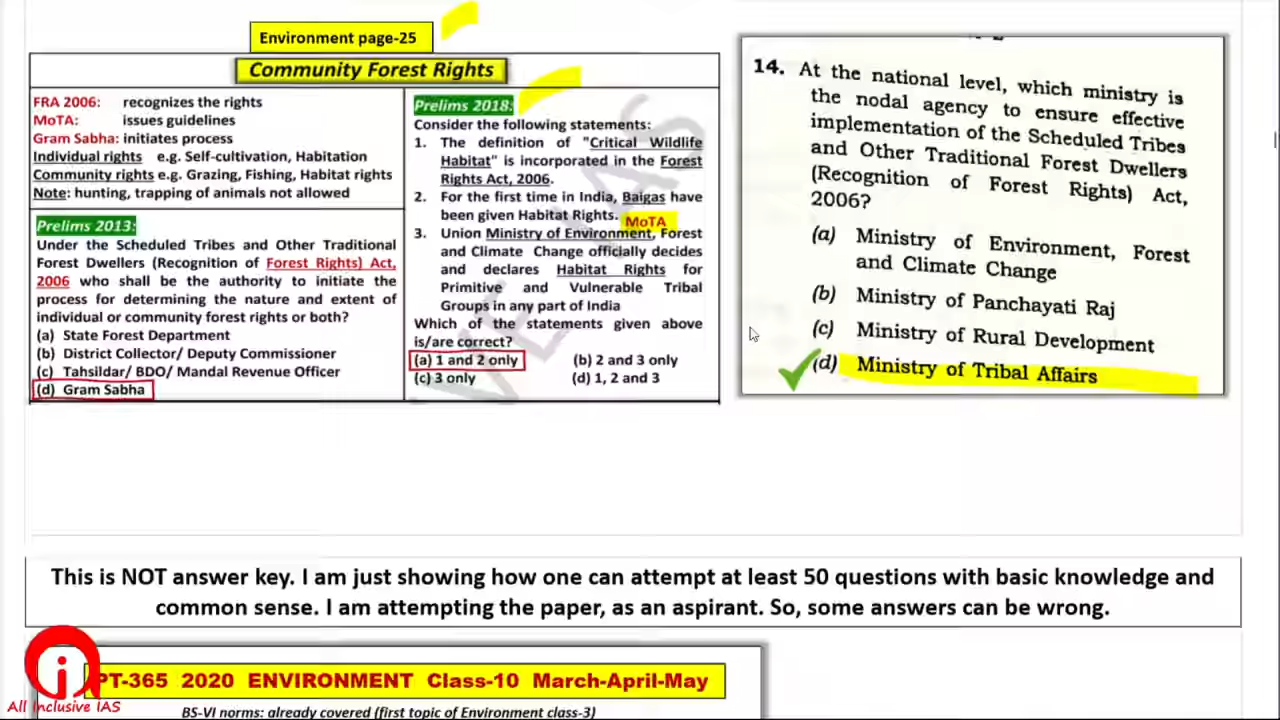 Environment page-25
Community Forest Rights
FRA 2006: recognizes the rights
MoTA: issues guidelines
Gram Sabha: initiates process
Individual rights e.g. Self-cultivation, Habitation
Community rights e.g. Grazing, Fishing, Habitat rights
Note: hunting, trapping of animals not allowed
Prelims 2013:
Under the Scheduled Tribes and Other Traditional
Forest Dwellers (Recognition of Forest Rights) Act,
2006 who shall be the authority to initiate the
process for determining the nature and extent of
individual or community forest rights or both?
(a) State Forest Department
(b) District Collector/ Deputy Commissioner
(c) Tahsildar/ BDO/ Mandal Revenue Officer
(d) Gram Sabha
Prelims 2018:
Consider the following statements:
1. The definition of "Critical Wildlife
Habitat" is incorporated in the Forest
Rights Act, 2006.
2. For the first time in India, Baigas have
been given Habitat Rights.
MoTA
3. Union Ministry of Environment, Forest
and Climate Change officially decides
and declares Habitat Rights for
Primitive and Vulnerable Tribal
Groups in any part of India
Which of the statements given above
is/are correct?
(a) 1 and 2 only (b) 2 and 3 only
(c) 3 only (d) 1, 2 and 3
14. At the national level, which ministry is
the nodal agency to ensure effective
implementation of the Scheduled Tribes
and Other Traditional Forest Dwellers
(Recognition of Forest Rights) Act,
2006?
(a) Ministry of Environment, Forest
and Climate Change
(b) Ministry of Panchayati Raj
(c) Ministry of Rural Development
(d) Ministry of Tribal Affairs
This is NOT answer key. I am just showing how one can attempt at least 50 questions with basic knowledge and
common sense. I am attempting the paper, as an aspirant. So, some answers can be wrong.
PT-365 2020 ENVIRONMENT Class-10 March-April-May
BS-VI norms: already covered (first topic of Environment class-3)
All Inclusive IAS